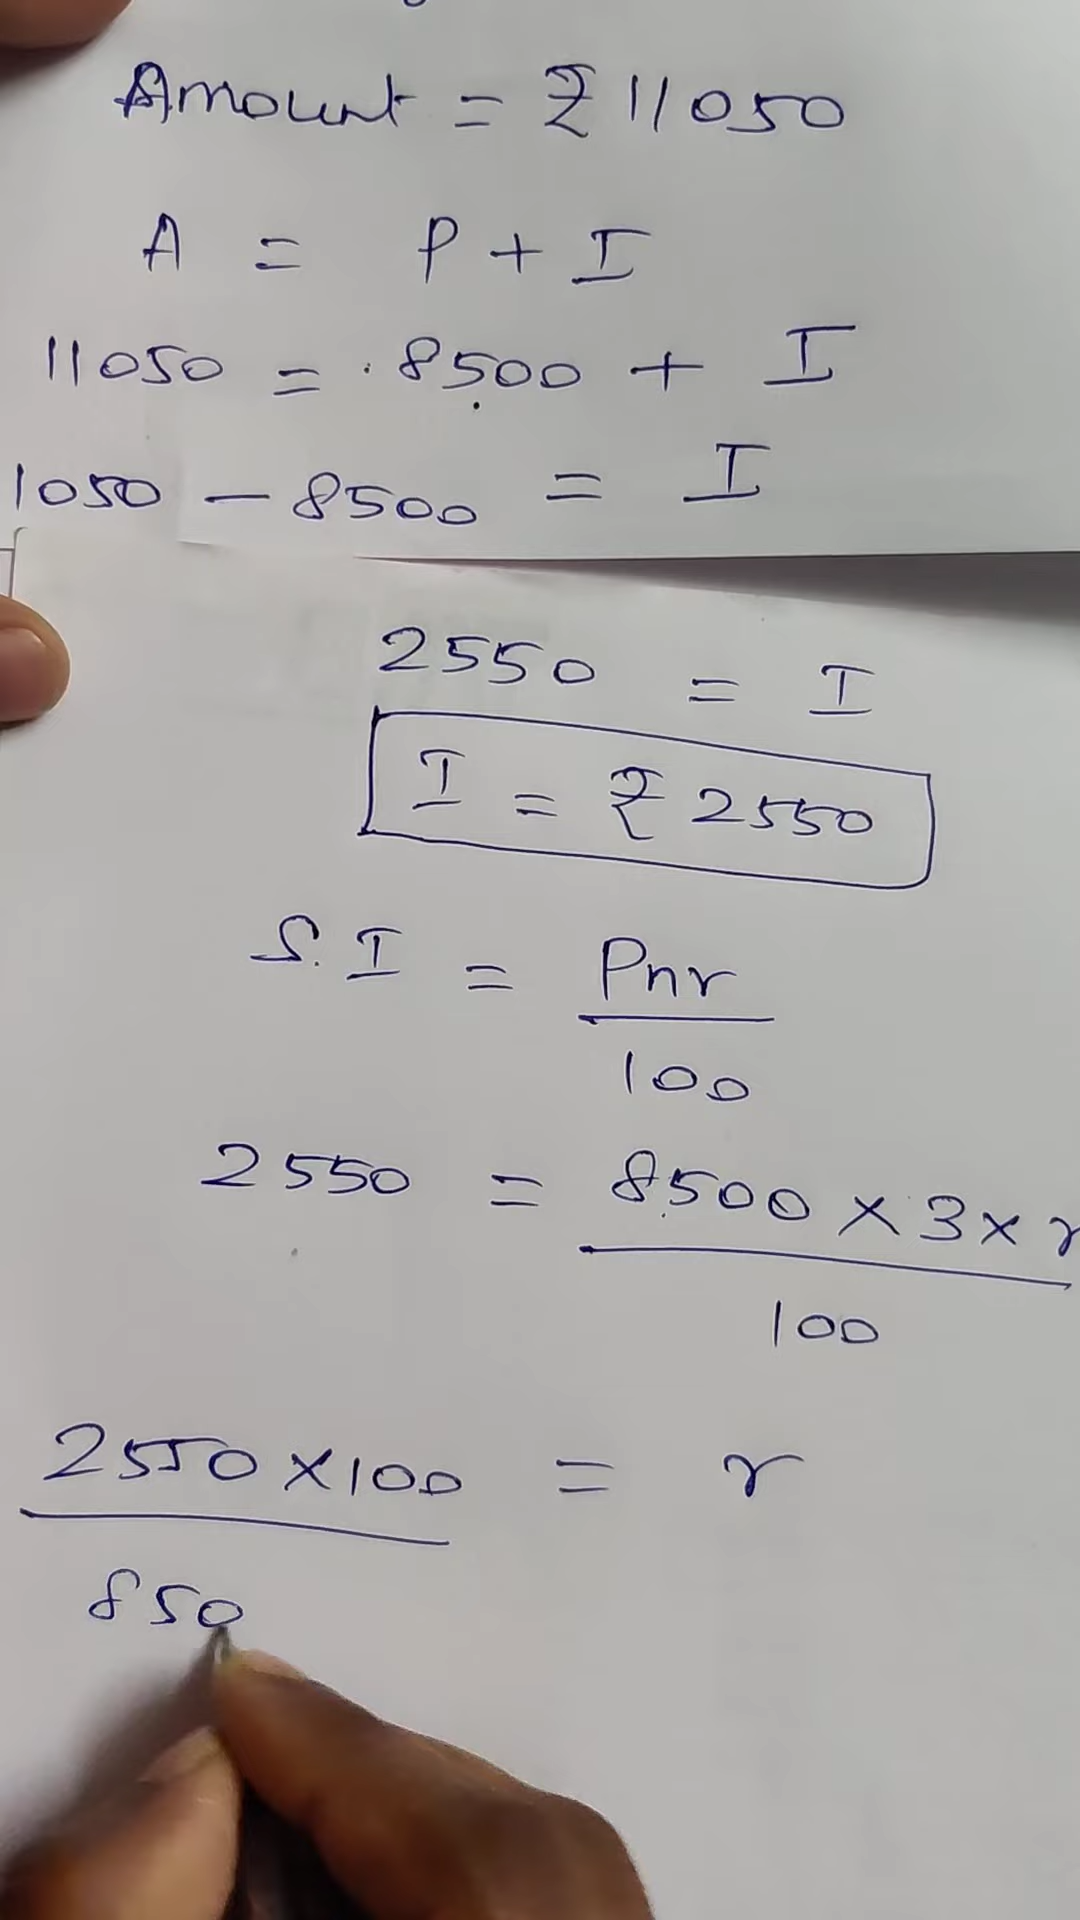 Amount = ₹ 11050
A = P + I
11050 = 8500 + I
1050 - 8500 = I
2550 = I
I = ₹ 2550
S.I = Pnr
100
2550 = 8500 × 3 × r
100
2550 × 100 = r
850